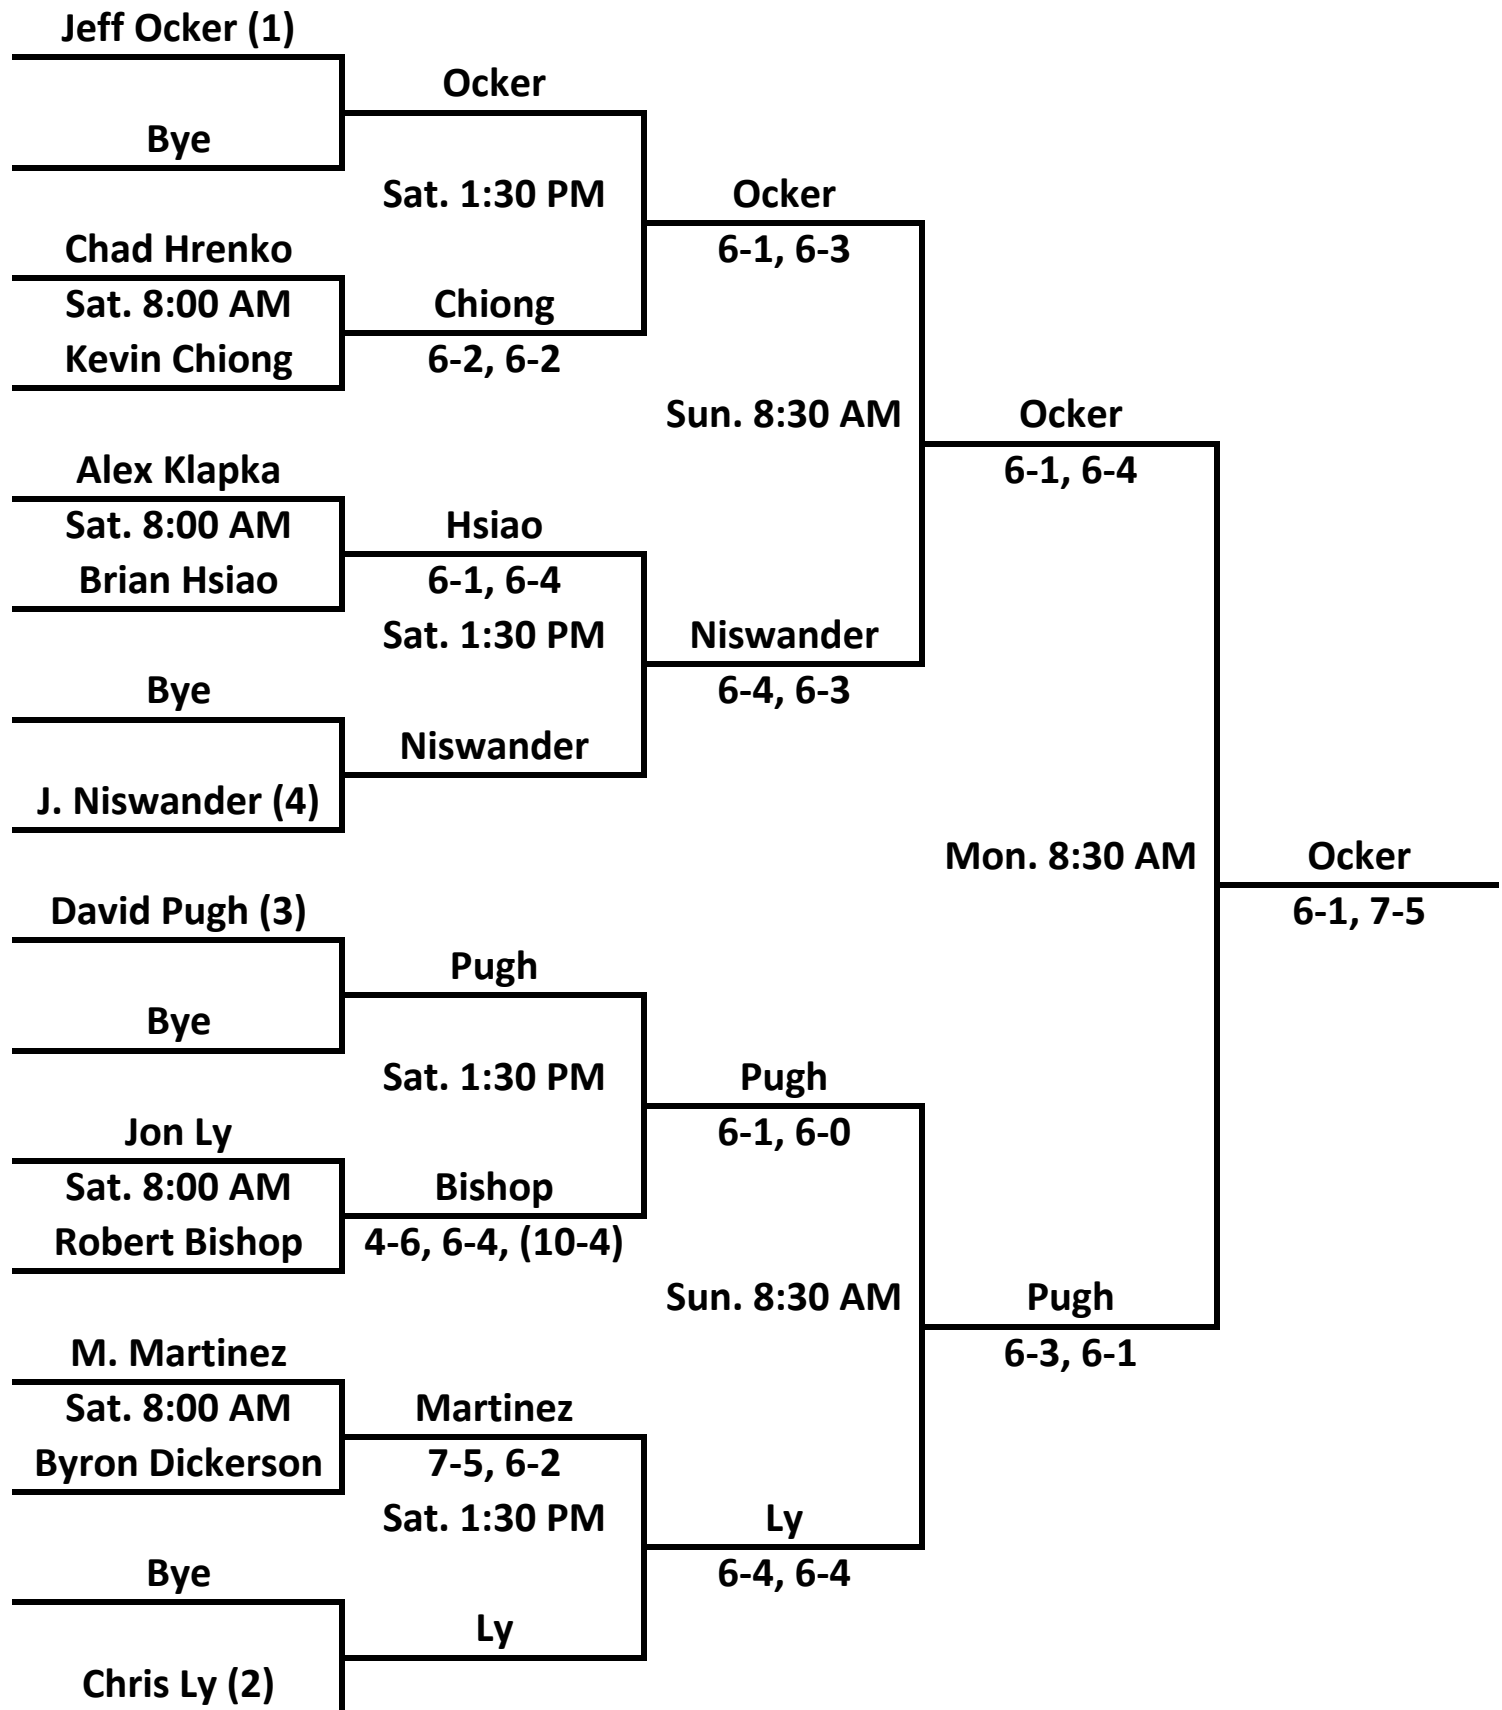 Jeff Ocker (1)
Ocker
Bye
Sat. 1:30 PM
Ocker
Chad Hrenko
6-1, 6-3
Sat. 8:00 AM
Chiong
Kevin Chiong
6-2, 6-2
Sun. 8:30 AM
Ocker
Alex Klapka
6-1, 6-4
Sat. 8:00 AM
Hsiao
Brian Hsiao
6-1, 6-4
Sat. 1:30 PM
Niswander
Bye
6-4, 6-3
Niswander
J. Niswander (4)
Mon. 8:30 AM
Ocker
David Pugh (3)
6-1, 7-5
Pugh
Bye
Sat. 1:30 PM
Pugh
Jon Ly
6-1, 6-0
Sat. 8:00 AM
Bishop
Robert Bishop
4-6, 6-4, (10-4)
Sun. 8:30 AM
Pugh
M. Martinez
6-3, 6-1
Sat. 8:00 AM
Martinez
Byron Dickerson
7-5, 6-2
Sat. 1:30 PM
Ly
Bye
6-4, 6-4
Ly
Chris Ly (2)